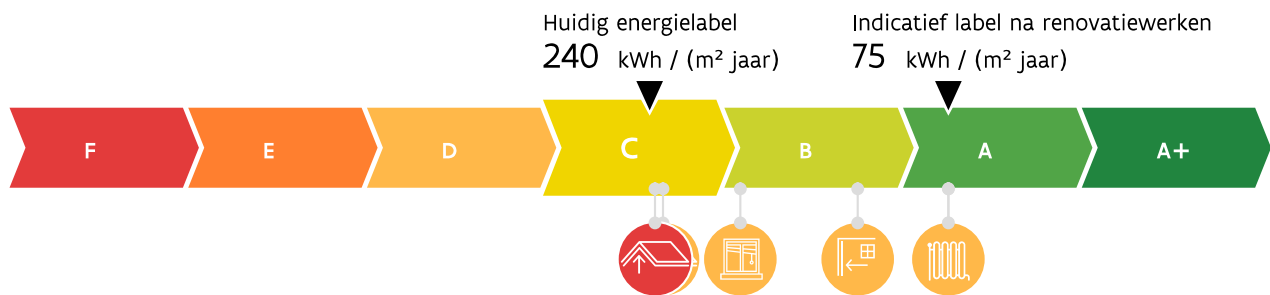 Huidig energielabel
240 kWh / (m² jaar)
Indicatief label na renovatiewerken
75 kWh / (m² jaar)
F E D C B A A+